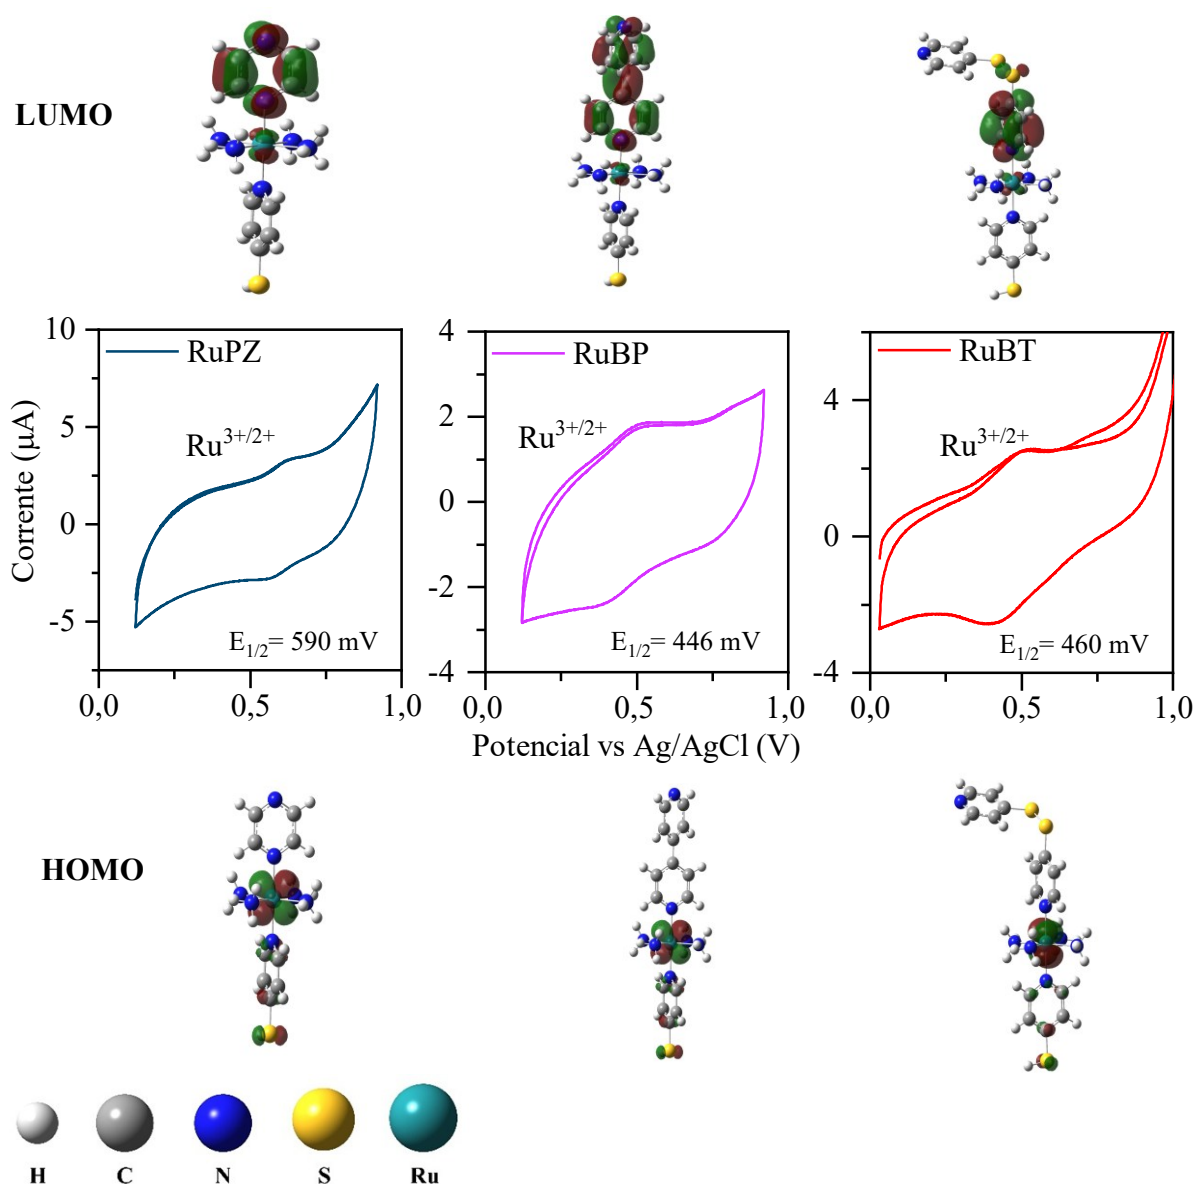 LUMO
RuPZ
RuBP
RuBT
Ru3+/2+
Ru3+/2+
Ru3+/2+
E1/2= 590 mV
E1/2= 446 mV
E1/2= 460 mV
10
5
0
-5
4
2
0
-2
-4
4
0
-4
Corrente (µA)
0,0
0,5
1,0
0,0
0,5
1,0
0,0
0,5
1,0
Potencial vs Ag/AgCl (V)
HOMO
H
C
N
S
Ru